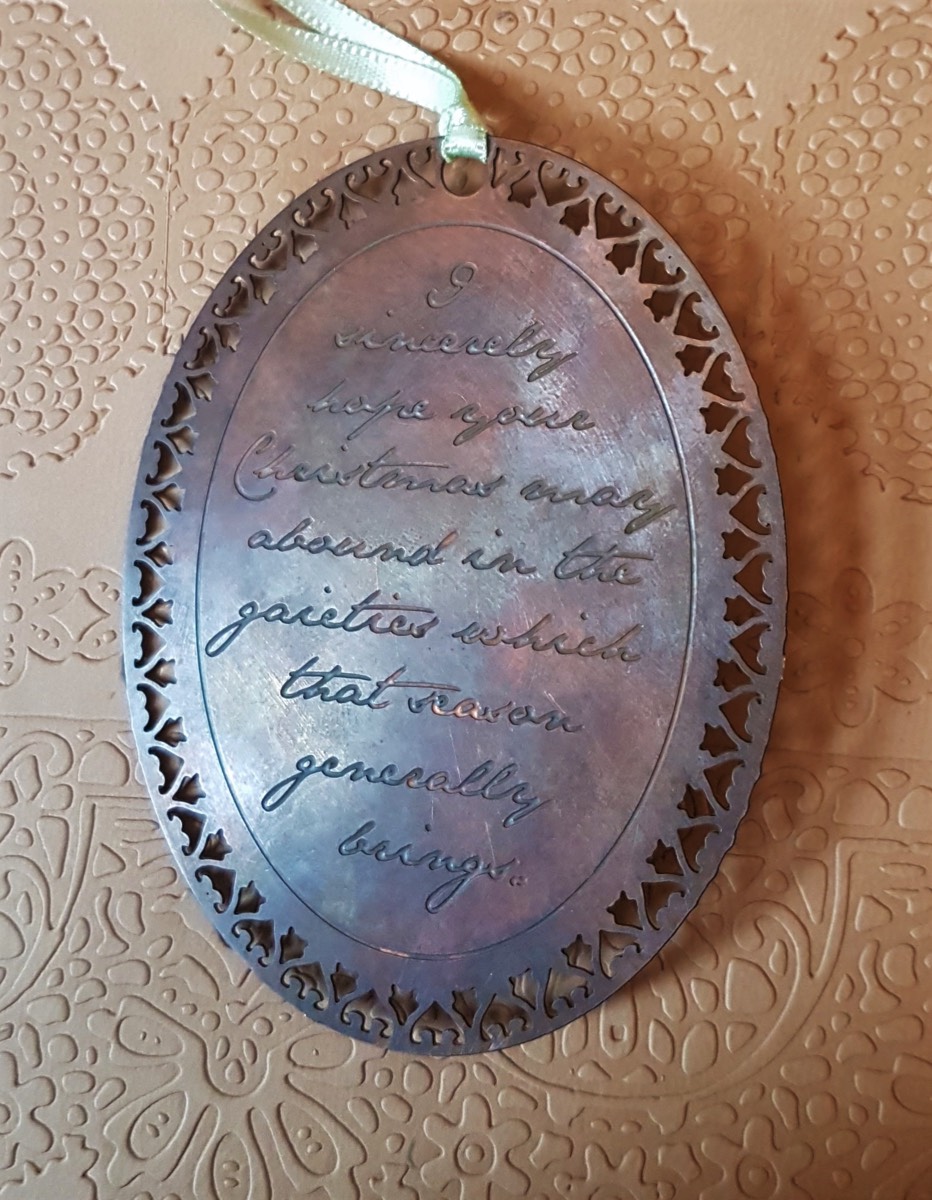 I
sincerely
hope your
Christmas may
abound in the
gaieties which
that season
generally
brings..